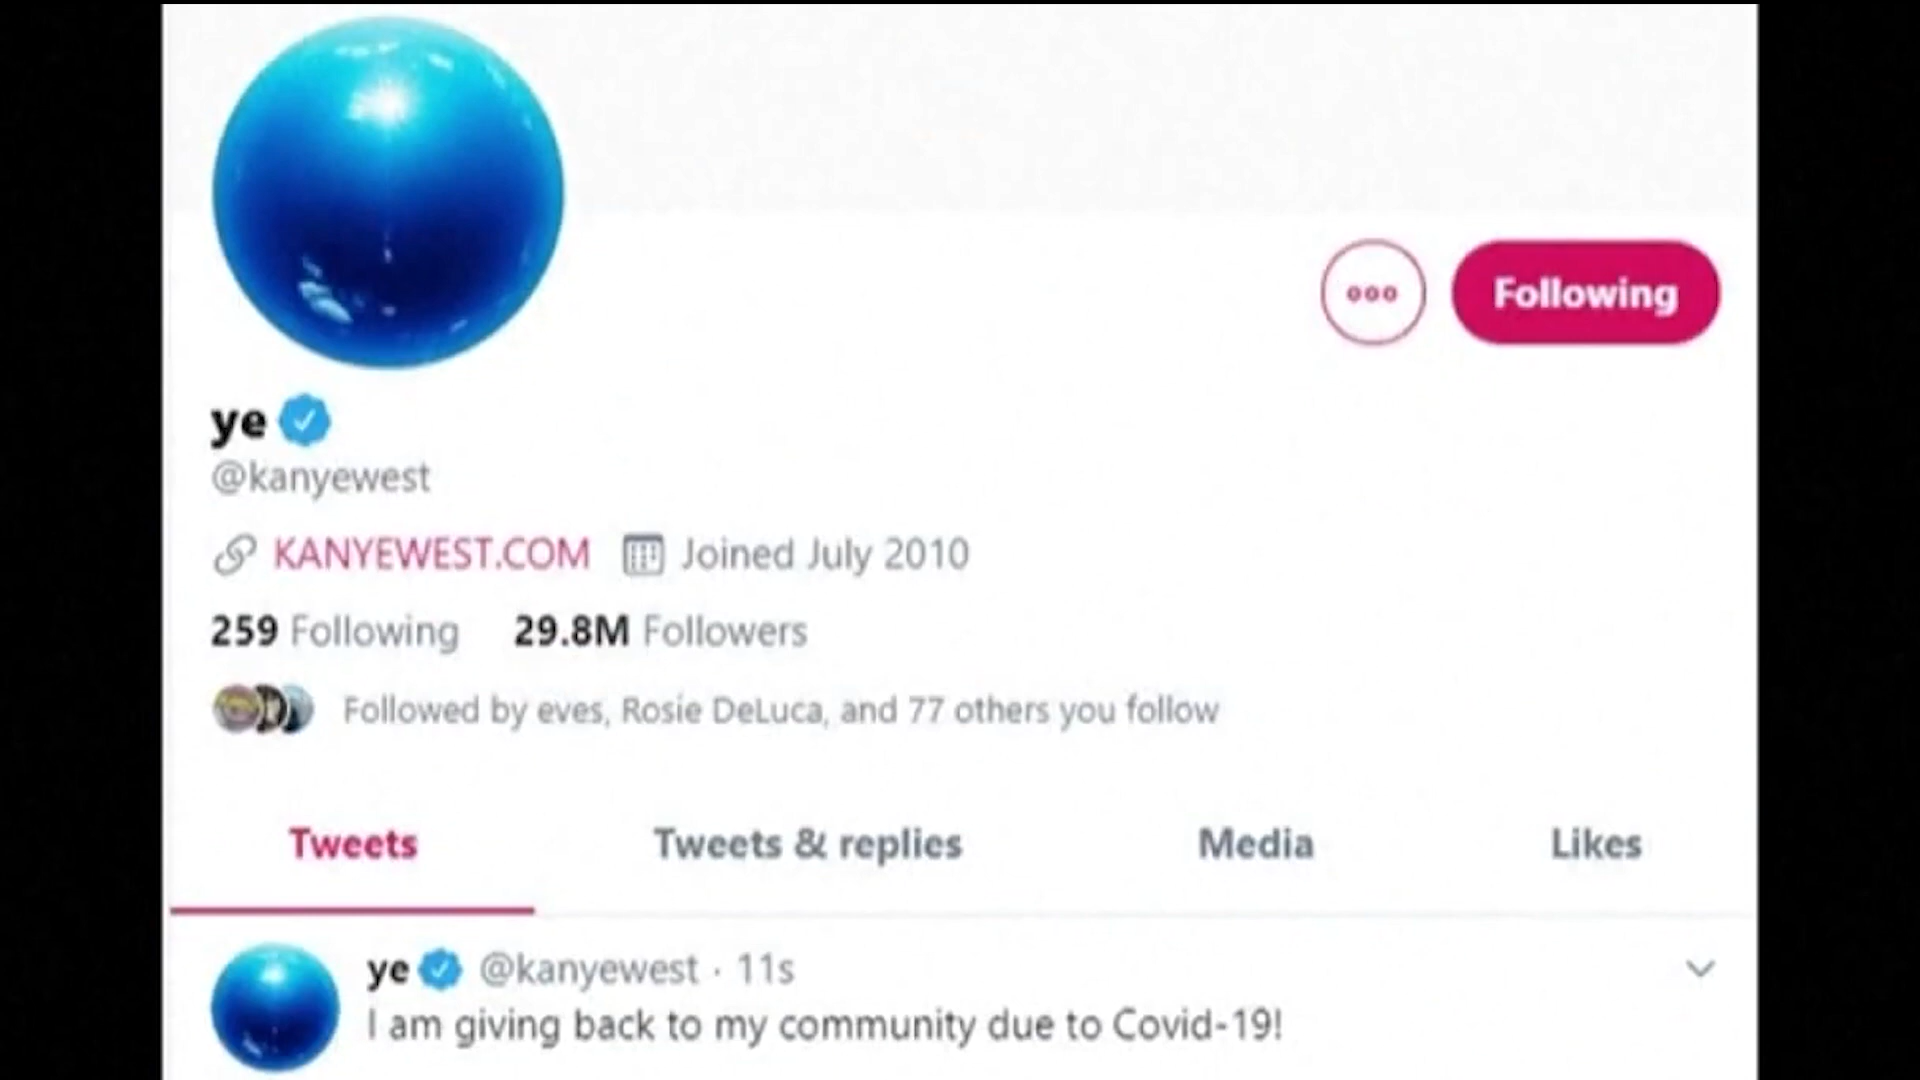 Following
ye
@kanyewest
KANYEWEST.COM Joined July 2010
259 Following 29.8M Followers
Followed by eves, Rosie DeLuca, and 77 others you follow
Tweets Tweets & replies Media Likes
ye @kanyewest · 11s
I am giving back to my community due to Covid-19!